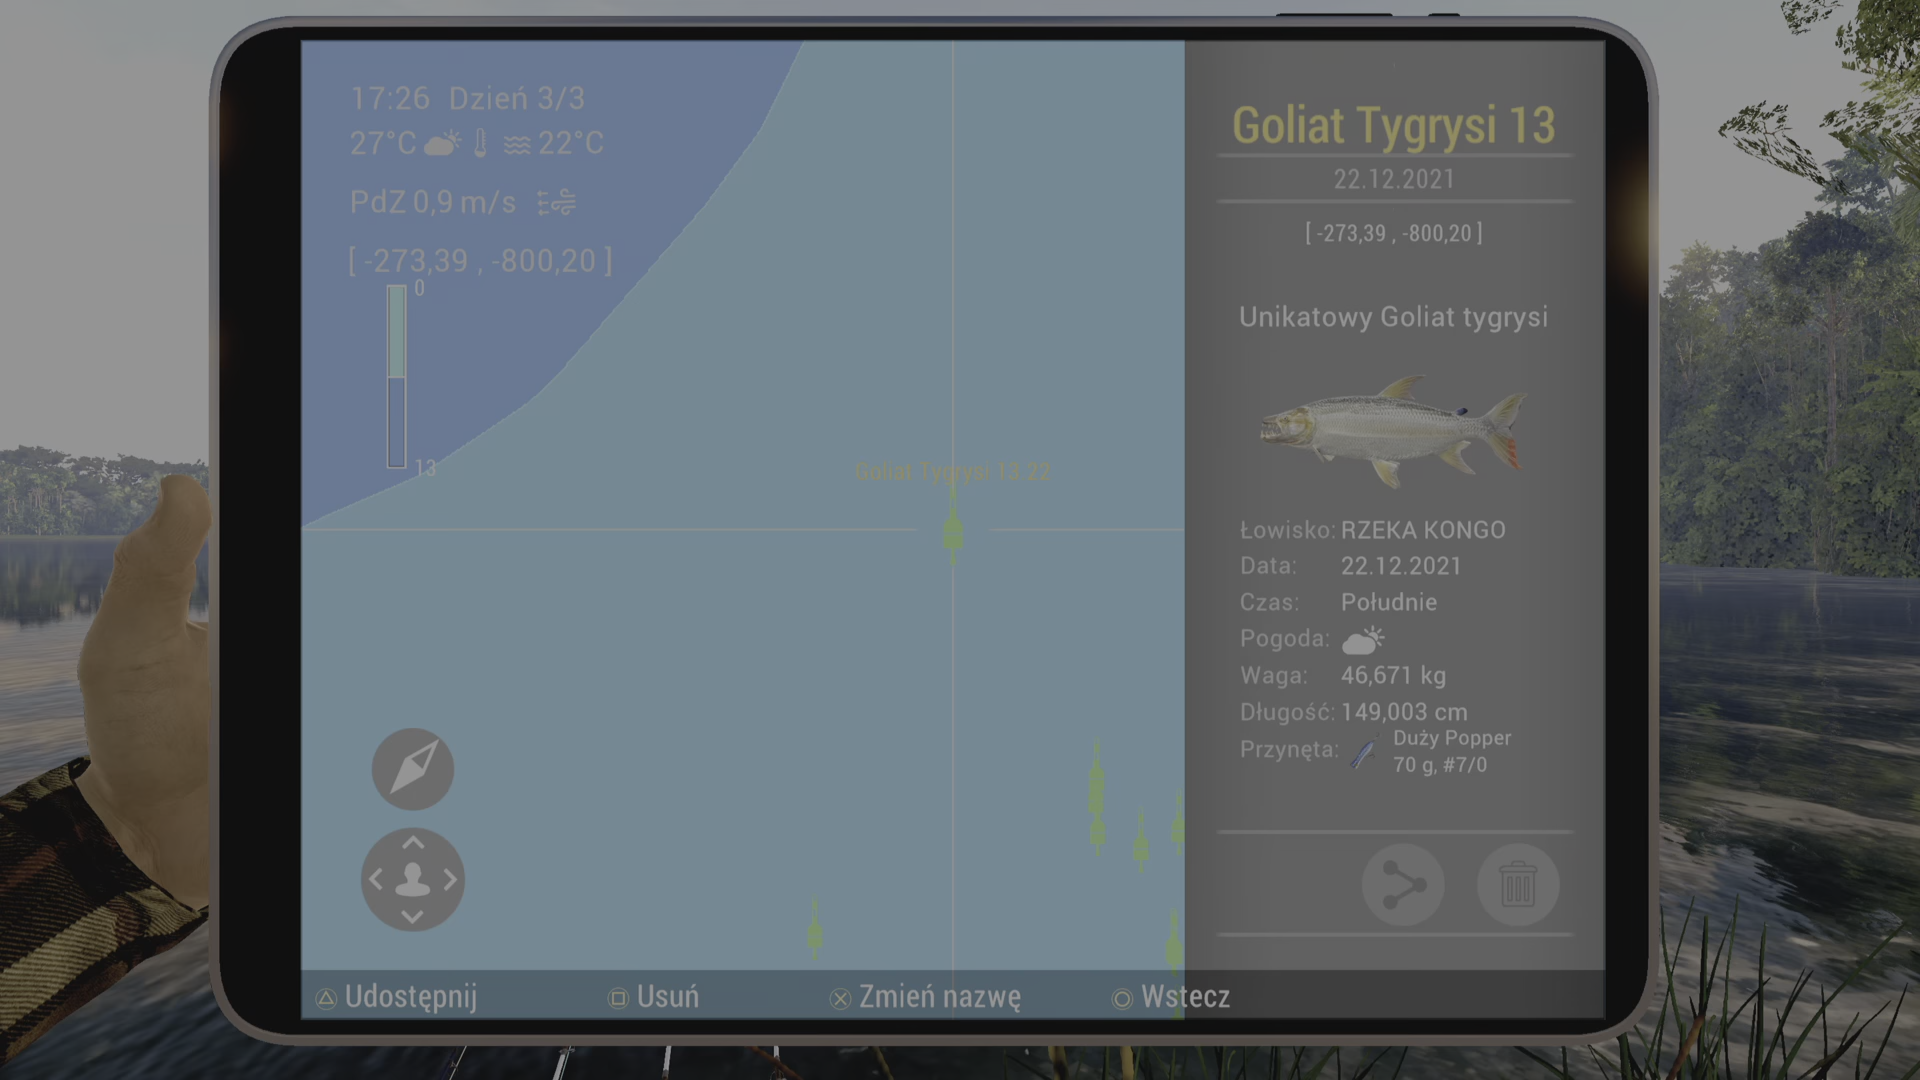 17:26 Dzień 3/3
27°C 22°C
PdZ 0,9 m/s
[ -273,39 , -800,20 ]
0
13
Goliat Tygrysi 13.22
Goliat Tygrysi 13
22.12.2021
[ -273,39 , -800,20 ]
Unikatowy Goliat tygrysi
Łowisko: RZEKA KONGO
Data: 22.12.2021
Czas: Południe
Pogoda:
Waga: 46,671 kg
Długość: 149,003 cm
Przynęta: Duży Popper
70 g, #7/0
Udostępnij Usuń Zmień nazwę Wstecz